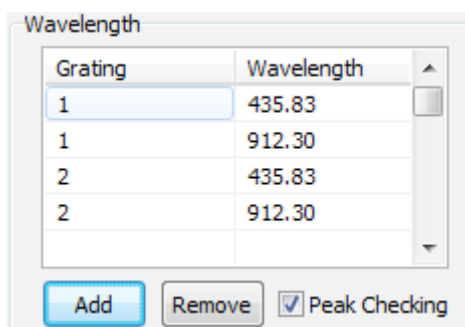 Wavelength
Grating Wavelength
1 435.83
1 912.30
2 435.83
2 912.30
Add Remove Peak Checking